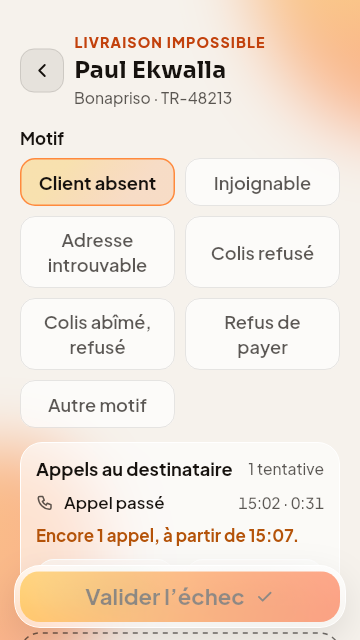 LIVRAISON IMPOSSIBLE
Paul Ekwalla
Bonapriso · TR-48213
Motif
Client absent
Injoignable
Adresse
introuvable
Colis refusé
Colis abîmé,
refusé
Refus de
payer
Autre motif
Appels au destinataire 1 tentative
Appel passé 15:02 · 0:31
Encore 1 appel, à partir de 15:07.
Valider l’échec